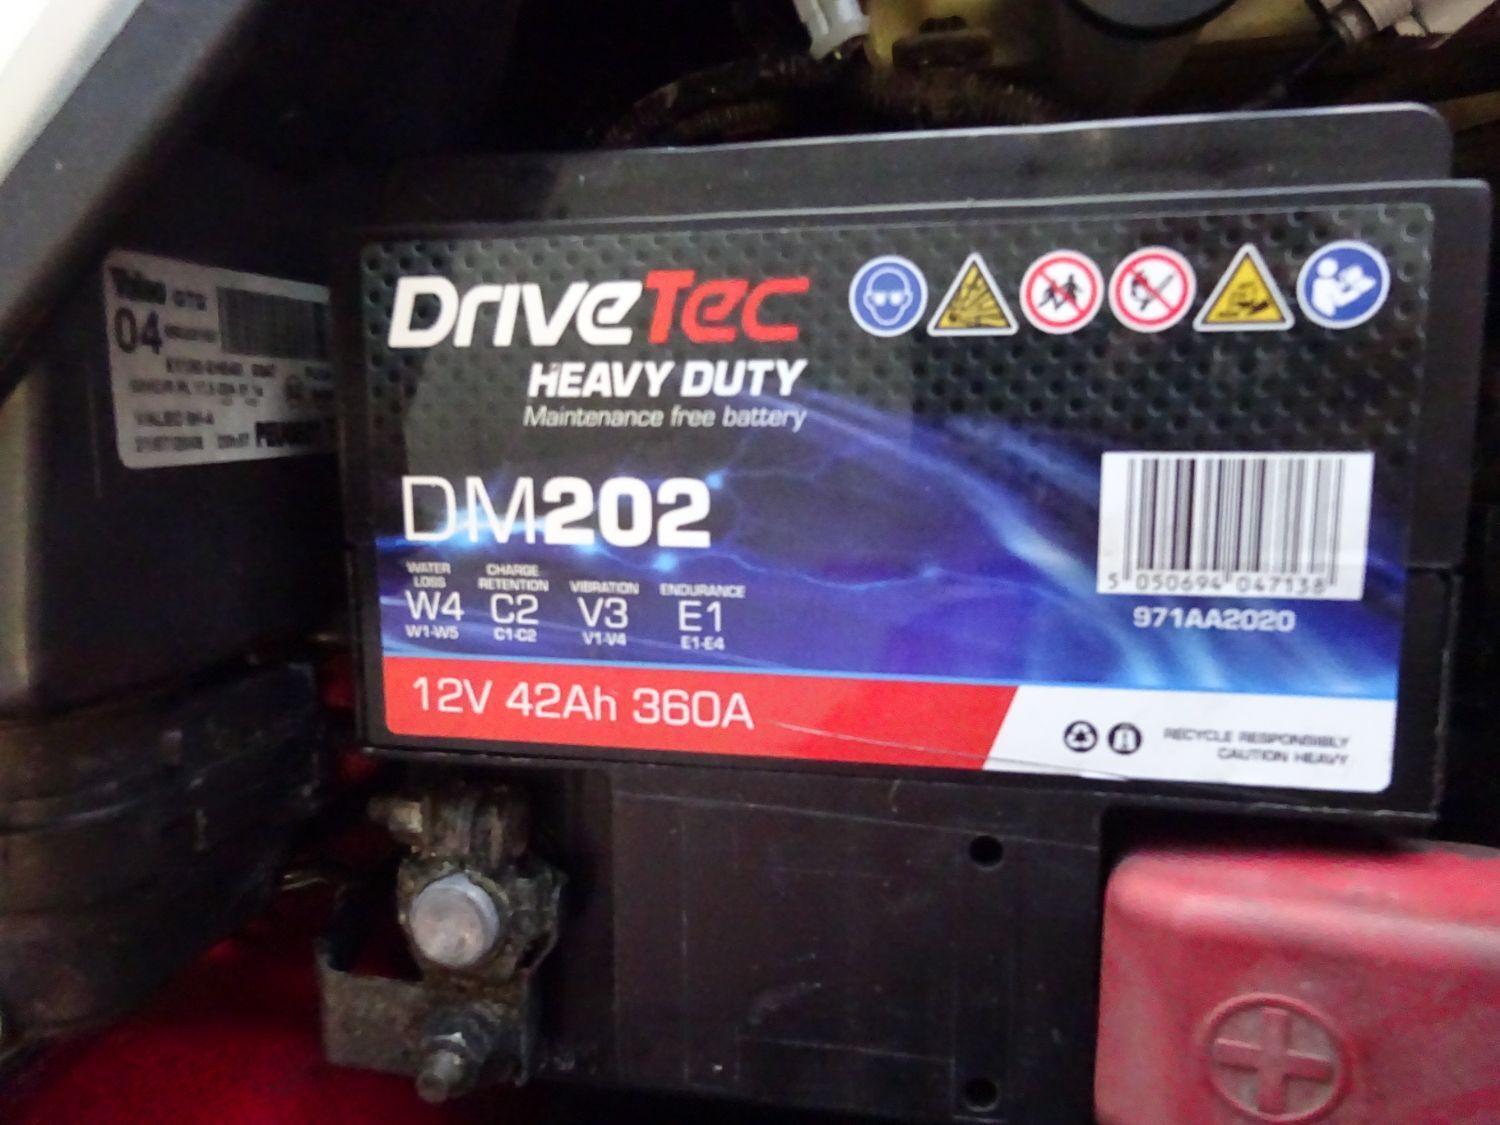 04
DriveTec
HEAVY DUTY
Maintenance free battery
DM202
WATER LOSS
W4
W1-W5
CHARGE RETENTION
C2
C1-C2
VIBRATION
V3
V1-V4
ENDURANCE
E1
E1-E4
5 050694 047138
971AA2020
12V 42Ah 360A
RECYCLE RESPONSIBLY
CAUTION HEAVY